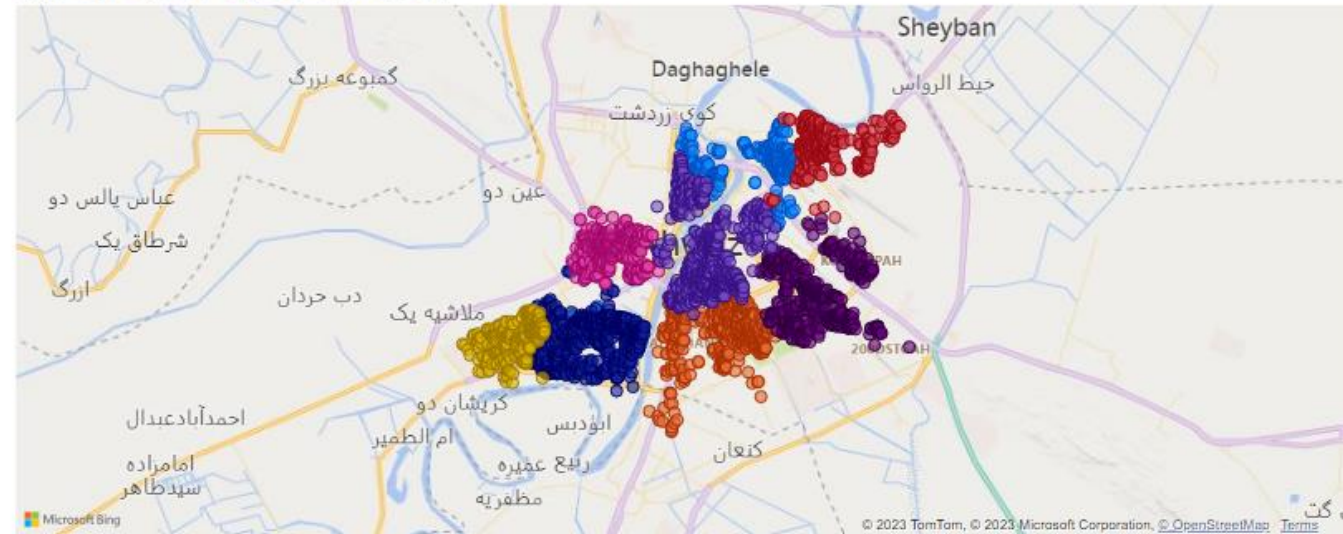 Sheyban
Daghaghele
خیط الرواس
گمبوعه بزرگ
کوی زردشت
عین دو
عباس یالس دو
شرطاق یک
ازرگ
دب حردان
ملاشیه یک
کریشان دو
احمدآبادعبدال
ام الطمیر
ابودبس
کنعان
امامزاده
سیدطاهر
ربیع
عمیره
مظفریه
گت
Microsoft Bing
© 2023 TomTom, © 2023 Microsoft Corporation, © OpenStreetMap Terms